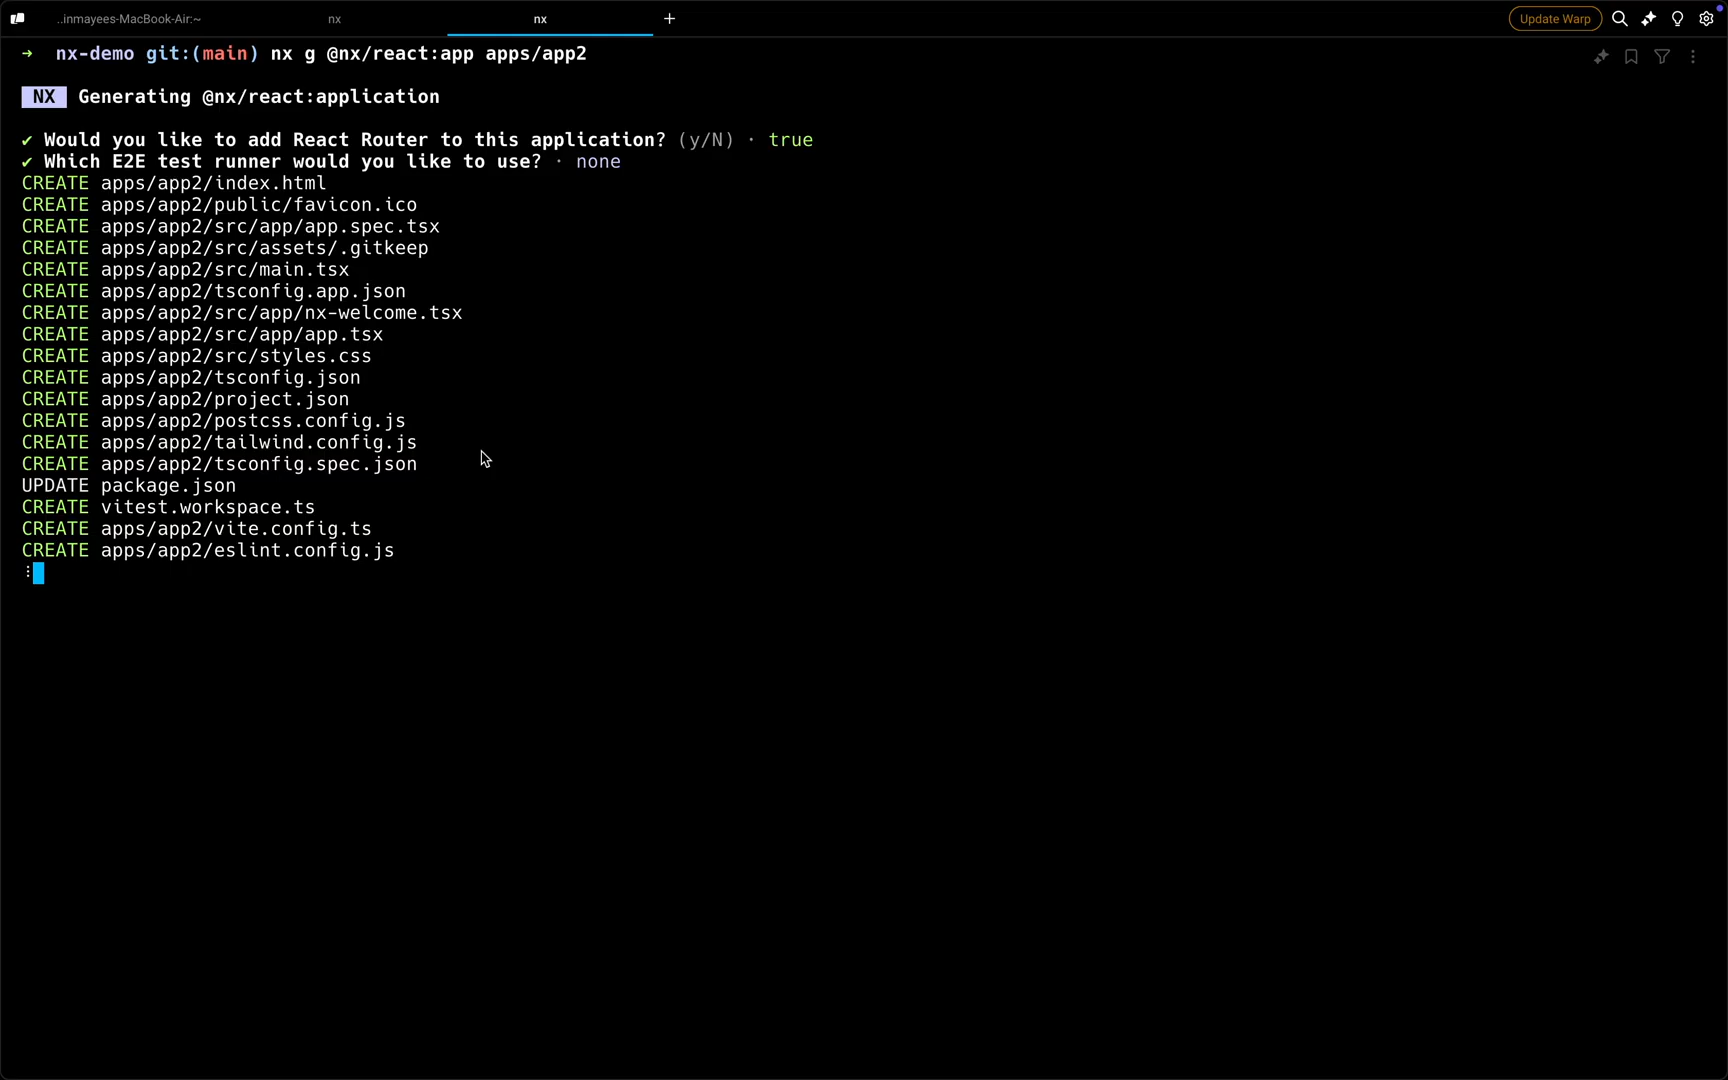 ..inmayees-MacBook-Air:~ nx nx + Update Warp
→ nx-demo git:(main) nx g @nx/react:app apps/app2
NX Generating @nx/react:application
✔ Would you like to add React Router to this application? (y/N) · true
✔ Which E2E test runner would you like to use? · none
CREATE apps/app2/index.html
CREATE apps/app2/public/favicon.ico
CREATE apps/app2/src/app/app.spec.tsx
CREATE apps/app2/src/assets/.gitkeep
CREATE apps/app2/src/main.tsx
CREATE apps/app2/tsconfig.app.json
CREATE apps/app2/src/app/nx-welcome.tsx
CREATE apps/app2/src/app/app.tsx
CREATE apps/app2/src/styles.css
CREATE apps/app2/tsconfig.json
CREATE apps/app2/project.json
CREATE apps/app2/postcss.config.js
CREATE apps/app2/tailwind.config.js
CREATE apps/app2/tsconfig.spec.json
UPDATE package.json
CREATE vitest.workspace.ts
CREATE apps/app2/vite.config.ts
CREATE apps/app2/eslint.config.js